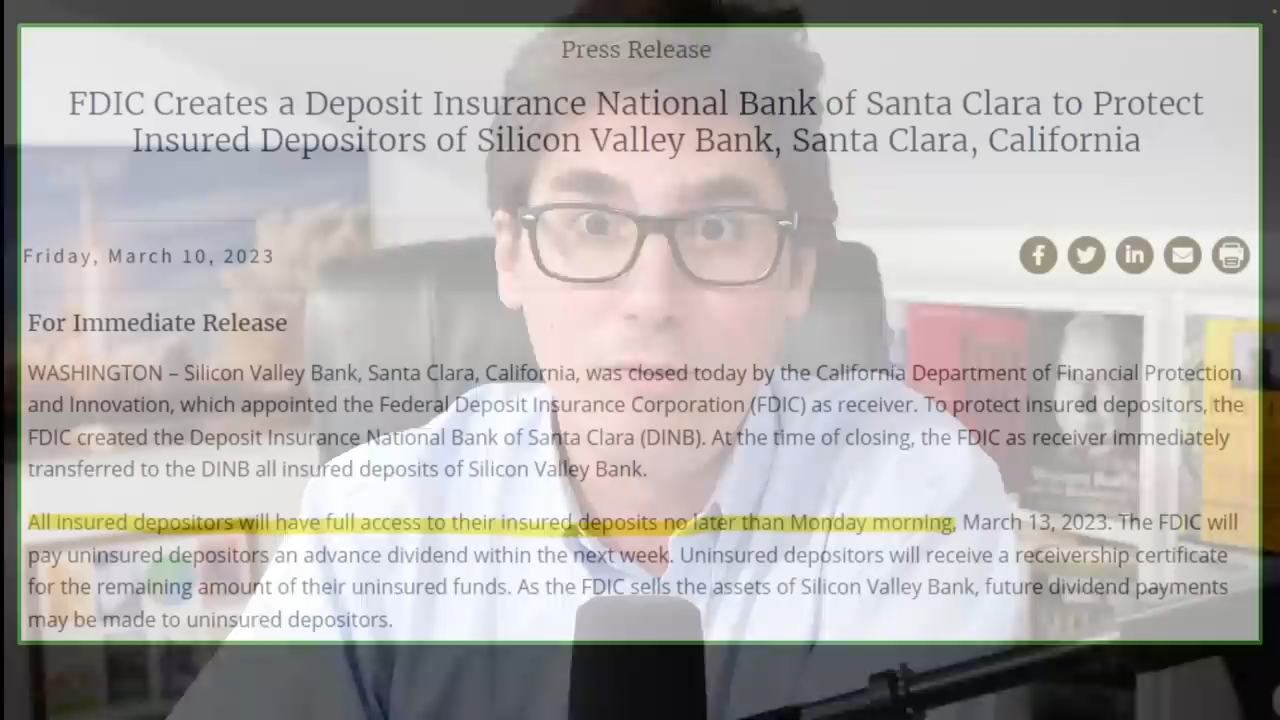 Press Release
FDIC Creates a Deposit Insurance National Bank of Santa Clara to Protect
Insured Depositors of Silicon Valley Bank, Santa Clara, California
Friday, March 10, 2023
For Immediate Release
WASHINGTON – Silicon Valley Bank, Santa Clara, California, was closed today by the California Department of Financial Protection
and Innovation, which appointed the Federal Deposit Insurance Corporation (FDIC) as receiver. To protect insured depositors, the
FDIC created the Deposit Insurance National Bank of Santa Clara (DINB). At the time of closing, the FDIC as receiver immediately
transferred to the DINB all insured deposits of Silicon Valley Bank.
All insured depositors will have full access to their insured deposits no later than Monday morning, March 13, 2023. The FDIC will
pay uninsured depositors an advance dividend within the next week. Uninsured depositors will receive a receivership certificate
for the remaining amount of their uninsured funds. As the FDIC sells the assets of Silicon Valley Bank, future dividend payments
may be made to uninsured depositors.